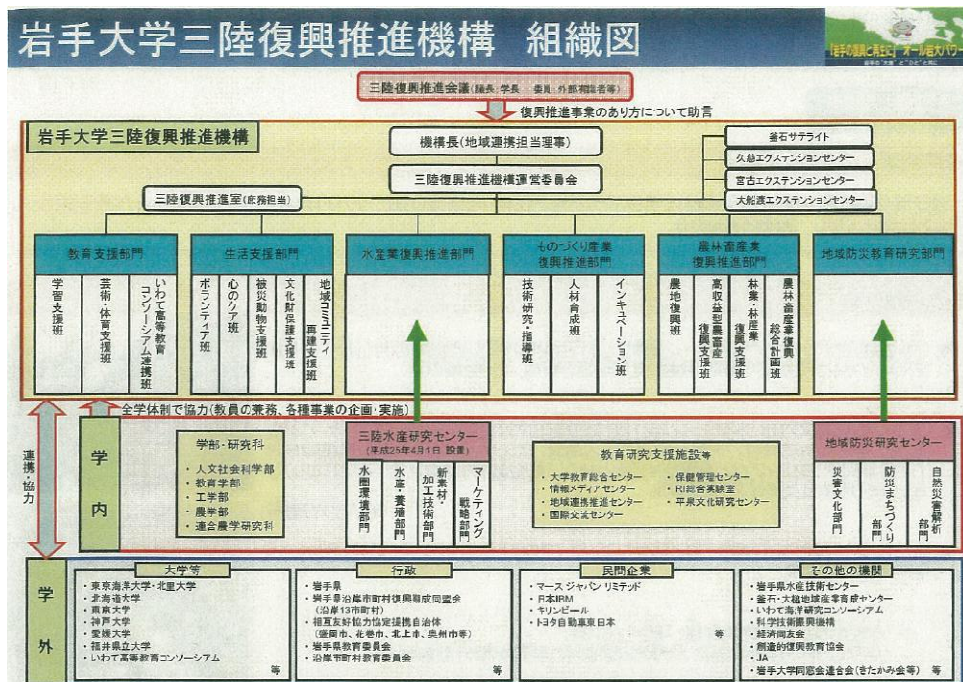 岩手大学三陸復興推進機構 組織図
「岩手の復興と再生に」オール岩大パワー
三陸復興推進会議(議長:学長 委員:外部有識者等)
復興推進事業のあり方について助言
岩手大学三陸復興推進機構
機構長(地域連携担当理事)
三陸復興推進機構運営委員会
三陸復興推進室(庶務担当)
釜石サテライト
久慈エクステンションセンター
宮古エクステンションセンター
大船渡エクステンションセンター
教育支援部門
学習支援班
芸術・体育支援班
いわて高等教育
コンソーシアム連携班
生活支援部門
ボランティア班
心のケア班
被災動物支援班
文化財保護支援班
地域コミュニティ
再建支援班
水産業復興推進部門
ものづくり産業
復興推進部門
技術研究・指導班
人材育成班
インキュベーション班
農林畜産業
復興推進部門
農地復興班
高収益型農畜産
復興支援班
林業・林産業
復興支援班
農林畜産業復興
総合計画班
地域防災教育研究部門
連携・協力
全学体制で協力(教員の兼務、各種事業の企画・実施)
学内
学部・研究科
・人文社会科学部
・教育学部
・工学部
・農学部
・連合農学研究科
三陸水産研究センター
(平成25年4月1日 設置)
水圏環境部門
水産・養殖部門
新素材・
加工技術部門
マーケティング
戦略部門
教育研究支援施設等
・大学教育総合センター
・情報メディアセンター
・地域連携推進センター
・国際交流センター
・保健管理センター
・RI総合実験室
・平泉文化研究センター
地域防災研究センター
災害文化部門
防災まちづくり
部門
自然災害解析
部門
学外
大学等
・東京海洋大学・北里大学
・北海道大学
・東京大学
・神戸大学
・愛媛大学
・福井県立大学
・いわて高等教育コンソーシアム
等
行政
・岩手県
・岩手県沿岸市町村復興期成同盟会
(沿岸13市町村)
・相互友好協力協定提携自治体
(盛岡市、花巻市、北上市、奥州市等)
・岩手県教育委員会
・沿岸市町村教育委員会
等
民間企業
・マース ジャパン リミテッド
・日本IBM
・キリンビール
・トヨタ自動車東日本
等
その他の機関
・岩手県水産技術センター
・釜石・大槌地域産業育成センター
・いわて海洋研究コンソーシアム
・科学技術振興機構
・経済同友会
・創造的復興教育協会
・JA
・岩手大学同窓会連合会(きたかみ会等) 等